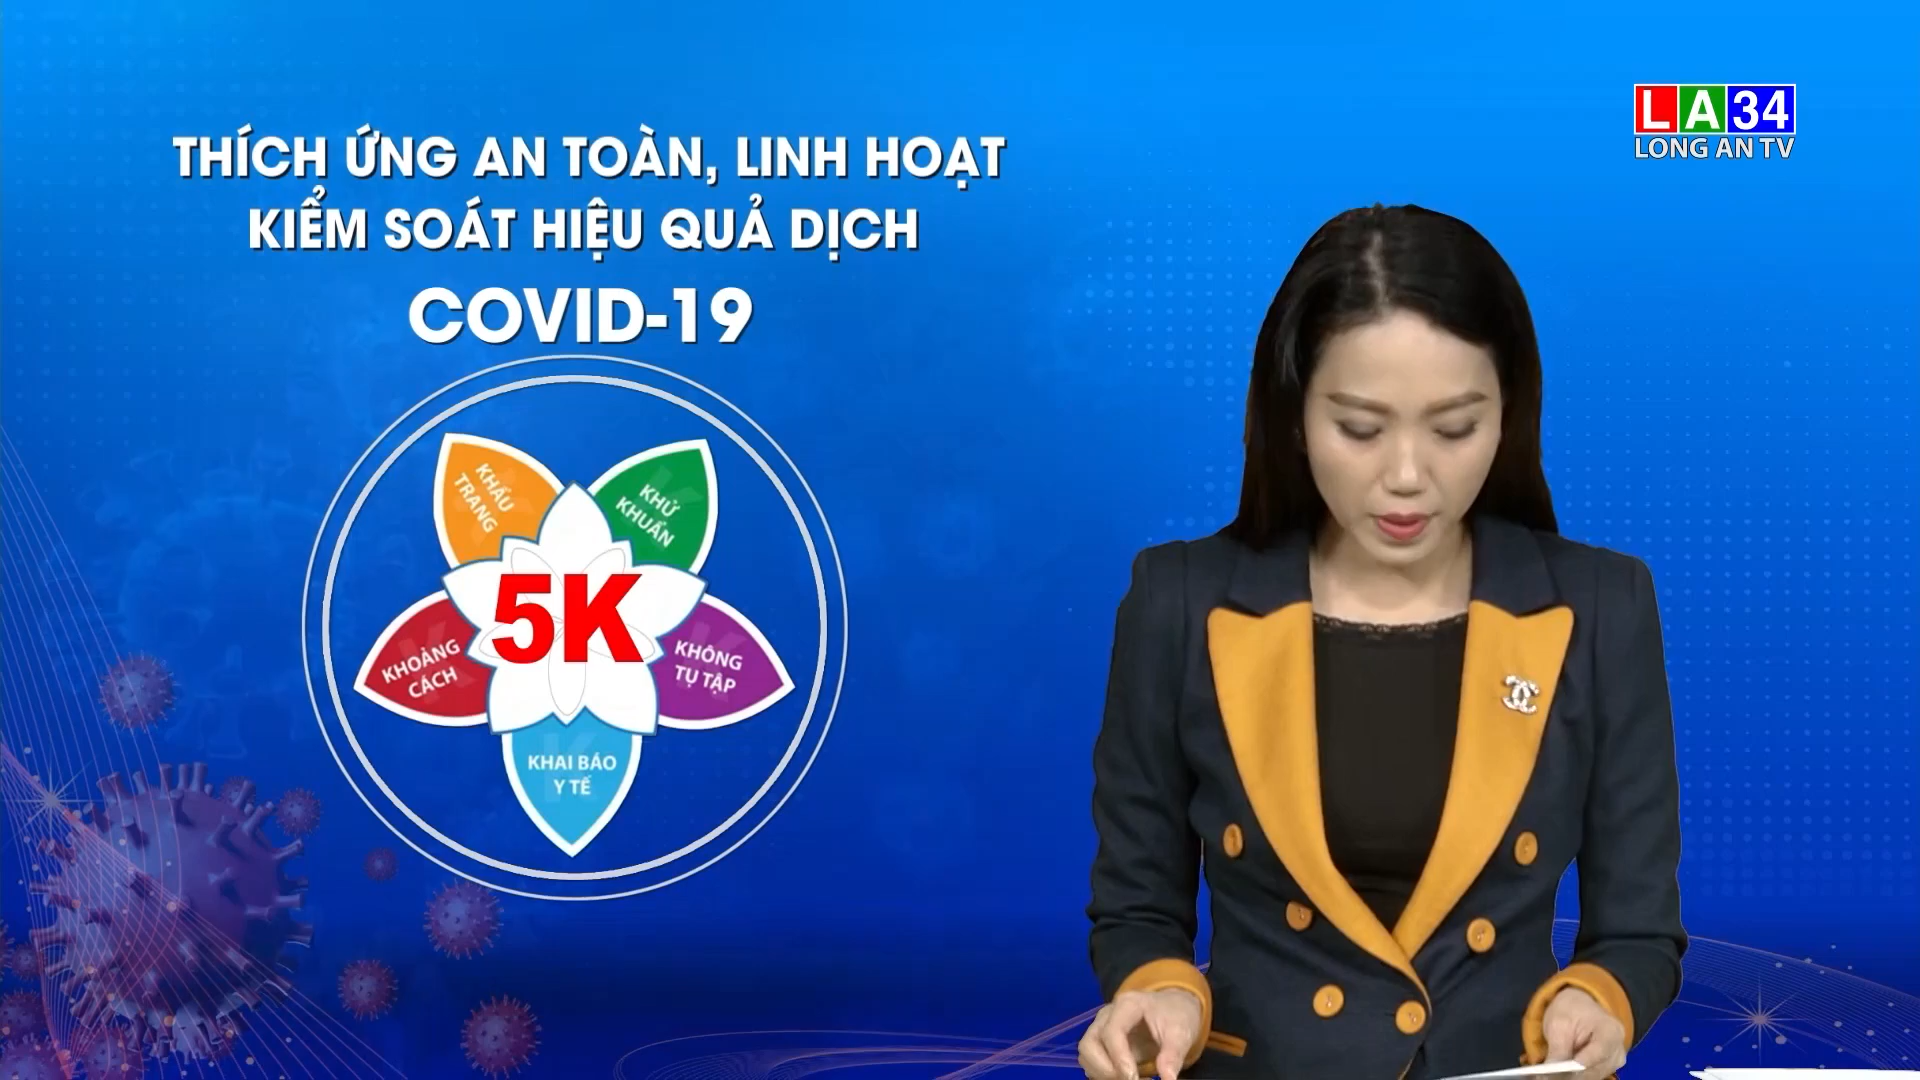 LA34
LONG AN TV
THÍCH ỨNG AN TOÀN, LINH HOẠT
KIỂM SOÁT HIỆU QUẢ DỊCH
COVID-19
KHẨU
TRANG
KHỬ
KHUẨN
5K
KHOẢNG
CÁCH
KHÔNG
TỤ TẬP
KHAI BÁO
Y TẾ